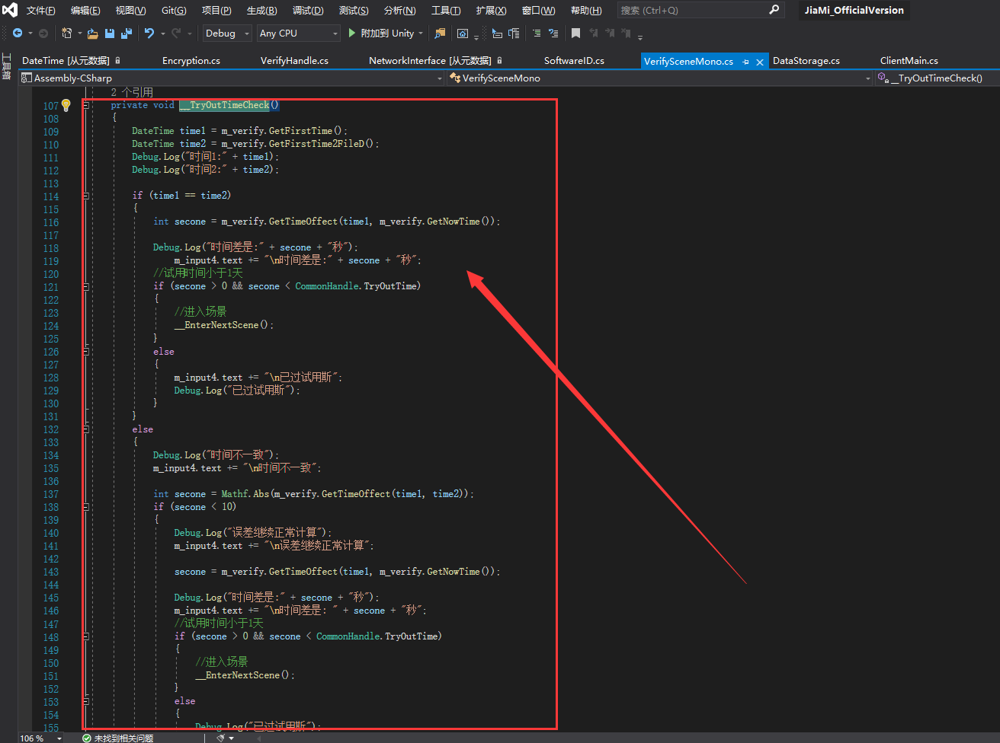 文件(F) 编辑(E) 视图(V) Git(G) 项目(P) 生成(B) 调试(D) 测试(S) 分析(N) 工具(T) 扩展(X) 窗口(W) 帮助(H) 搜索 (Ctrl+Q) JiaMi_OfficialVersion
Debug Any CPU 附加到 Unity
工具箱
DateTime [从元数据] Encryption.cs VerifyHandle.cs NetworkInterface [从元数据] SoftwareID.cs VerifySceneMono.cs DataStorage.cs ClientMain.cs
Assembly-CSharp VerifySceneMono __TryOutTimeCheck()
2 个引用
107 private void __TryOutTimeCheck()
108 {
109 DateTime time1 = m_verify.GetFirstTime();
110 DateTime time2 = m_verify.GetFirstTime2FileD();
111 Debug.Log("时间1:" + time1);
112 Debug.Log("时间2:" + time2);
113
114 if (time1 == time2)
115 {
116 int secone = m_verify.GetTimeOffect(time1, m_verify.GetNowTime());
117
118 Debug.Log("时间差是:" + secone + "秒");
119 m_input4.text += "\n时间差是:" + secone + "秒";
120 //试用时间小于1天
121 if (secone > 0 && secone < CommonHandle.TryOutTime)
122 {
123 //进入场景
124 __EnterNextScene();
125 }
126 else
127 {
128 m_input4.text += "\n已过试用斯";
129 Debug.Log("已过试用斯");
130 }
131 }
132 else
133 {
134 Debug.Log("时间不一致");
135 m_input4.text += "\n时间不一致";
136
137 int secone = Mathf.Abs(m_verify.GetTimeOffect(time1, time2));
138 if (secone < 10)
139 {
140 Debug.Log("误差继续正常计算");
141 m_input4.text += "\n误差继续正常计算";
142
143 secone = m_verify.GetTimeOffect(time1, m_verify.GetNowTime());
144
145 Debug.Log("时间差是:" + secone + "秒");
146 m_input4.text += "\n时间差是: " + secone + "秒";
147 //试用时间小于1天
148 if (secone > 0 && secone < CommonHandle.TryOutTime)
149 {
150 //进入场景
151 __EnterNextScene();
152 }
153 else
154 {
155 Debug.Log("已过试用斯");
106 % 未找到相关问题